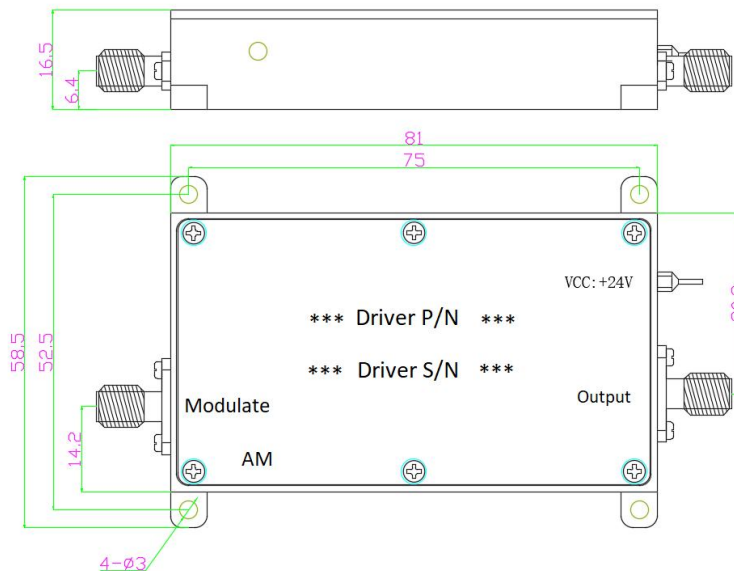 16.5
6.4
81
75
58.5
52.5
14.2
VCC:+24V
*** Driver P/N ***
*** Driver S/N ***
Modulate
Output
AM
4-ø3